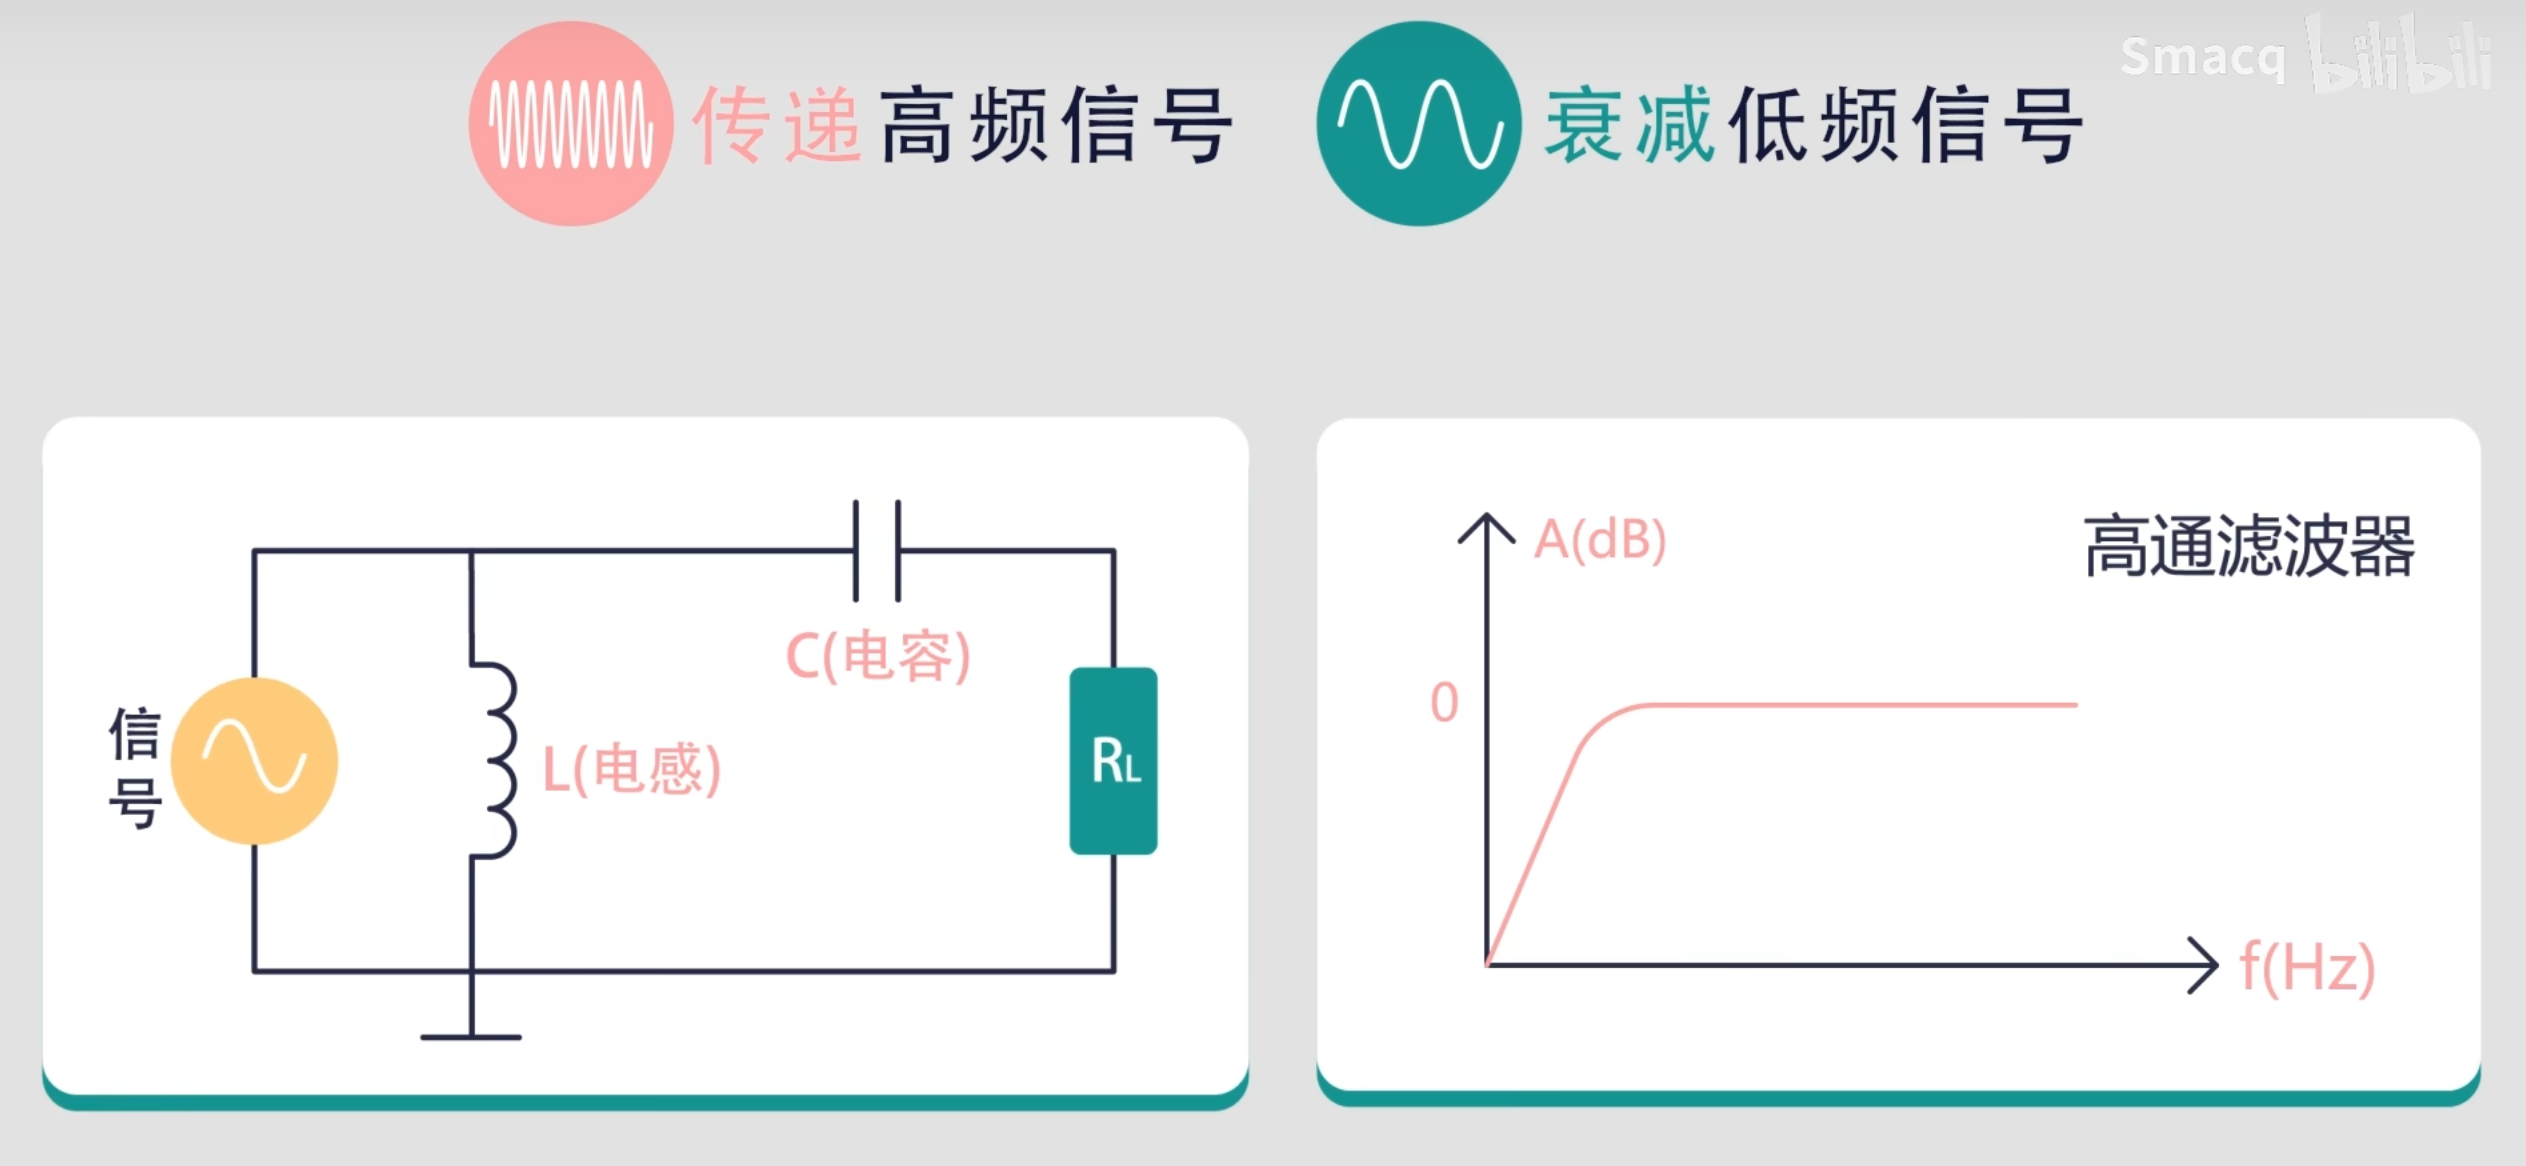 Smacq bilibili
传递高频信号 衰减低频信号
C(电容)
信号
L(电感)
RL
高通滤波器
A(dB)
0
f(Hz)